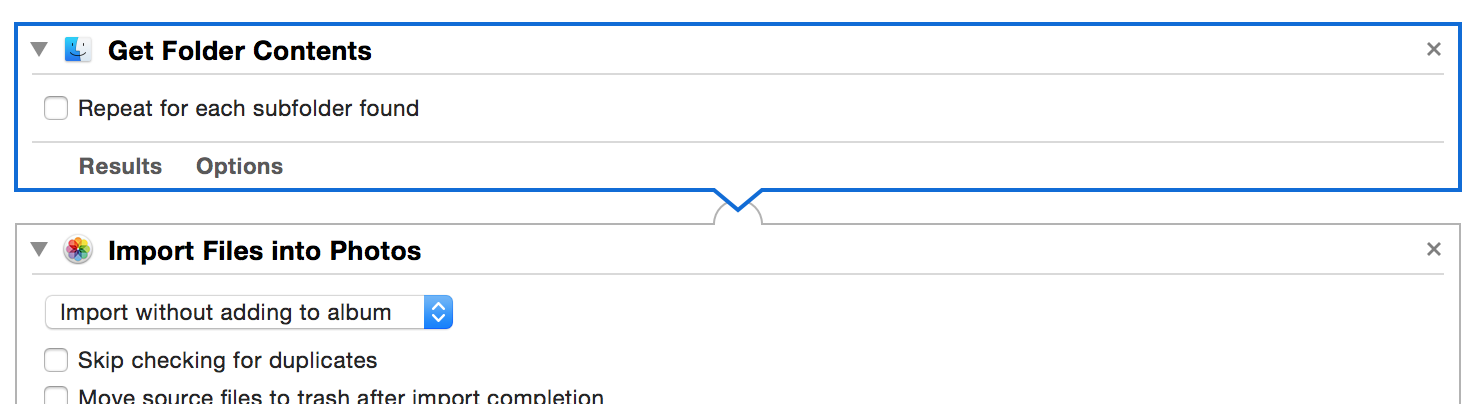 Get Folder Contents
Repeat for each subfolder found
Results Options
Import Files into Photos
Import without adding to album
Skip checking for duplicates
Move source files to trash after import completion